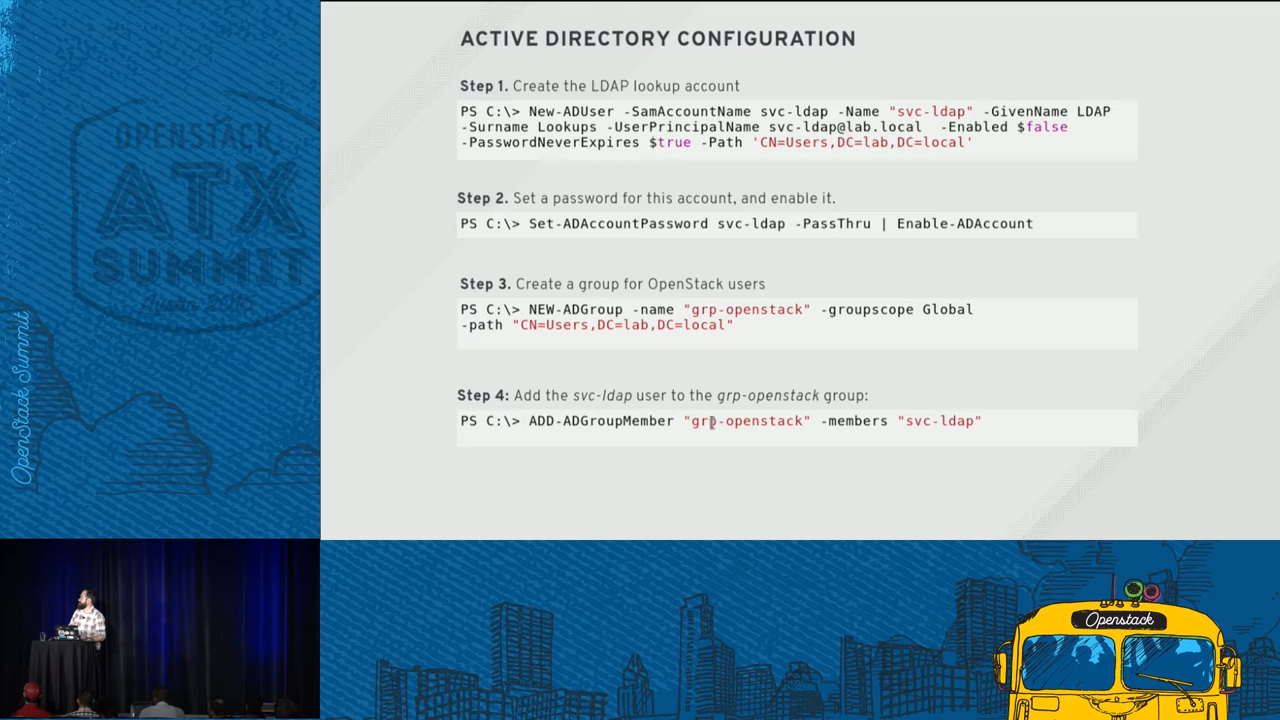 ACTIVE DIRECTORY CONFIGURATION
Step 1. Create the LDAP lookup account
PS C:\> New-ADUser -SamAccountName svc-ldap -Name "svc-ldap" -GivenName LDAP
-Surname Lookups -UserPrincipalName svc-ldap@lab.local -Enabled $false
-PasswordNeverExpires $true -Path 'CN=Users,DC=lab,DC=local'
Step 2. Set a password for this account, and enable it.
PS C:\> Set-ADAccountPassword svc-ldap -PassThru | Enable-ADAccount
Step 3. Create a group for OpenStack users
PS C:\> NEW-ADGroup -name "grp-openstack" -groupscope Global
-path "CN=Users,DC=lab,DC=local"
Step 4: Add the svc-ldap user to the grp-openstack group:
PS C:\> ADD-ADGroupMember "grp-openstack" -members "svc-ldap"
OPENSTACK
ATX
SUMMIT
Austin 2016
OpenStack Summit
Openstack